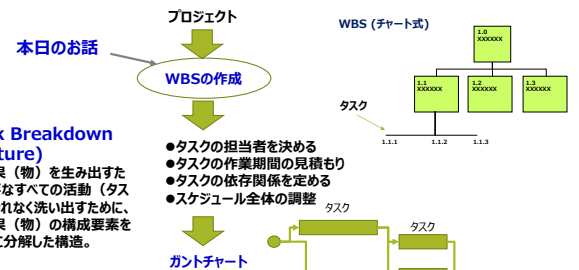 プロジェクト
本日のお話
WBSの作成
WBS (チャート式)
1.0
XXXXXX
1.1
XXXXXX
1.2
XXXXXX
1.3
XXXXXX
タスク
1.1.1
1.1.2
1.1.3
k Breakdown
ture)
果（物）を生み出すた
なすべての活動（タス
れなく洗い出すために、
果（物）の構成要素を
に分解した構造。
●タスクの担当者を決める
●タスクの作業期間の見積もり
●タスクの依存関係を定める
●スケジュール全体の調整
ガントチャート
タスク
タスク